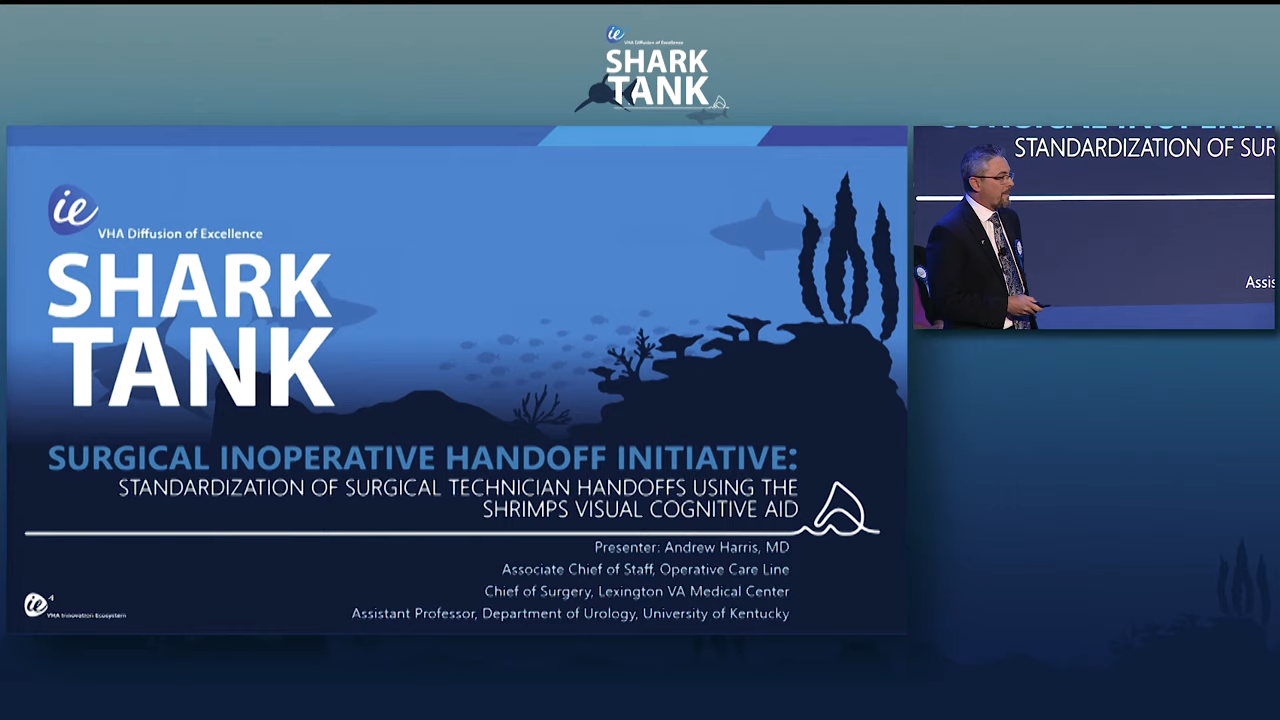 ie
VHA Diffusion of Excellence
SHARK
TANK
ie
VHA Diffusion of Excellence
SHARK
TANK
SURGICAL INOPERATIVE HANDOFF INITIATIVE:
STANDARDIZATION OF SURGICAL TECHNICIAN HANDOFFS USING THE
SHRIMPS VISUAL COGNITIVE AID
Presenter: Andrew Harris, MD
Associate Chief of Staff, Operative Care Line
Chief of Surgery, Lexington VA Medical Center
Assistant Professor, Department of Urology, University of Kentucky
ie
VHA Innovation Ecosystem
STANDARDIZATION OF SUR
Assis